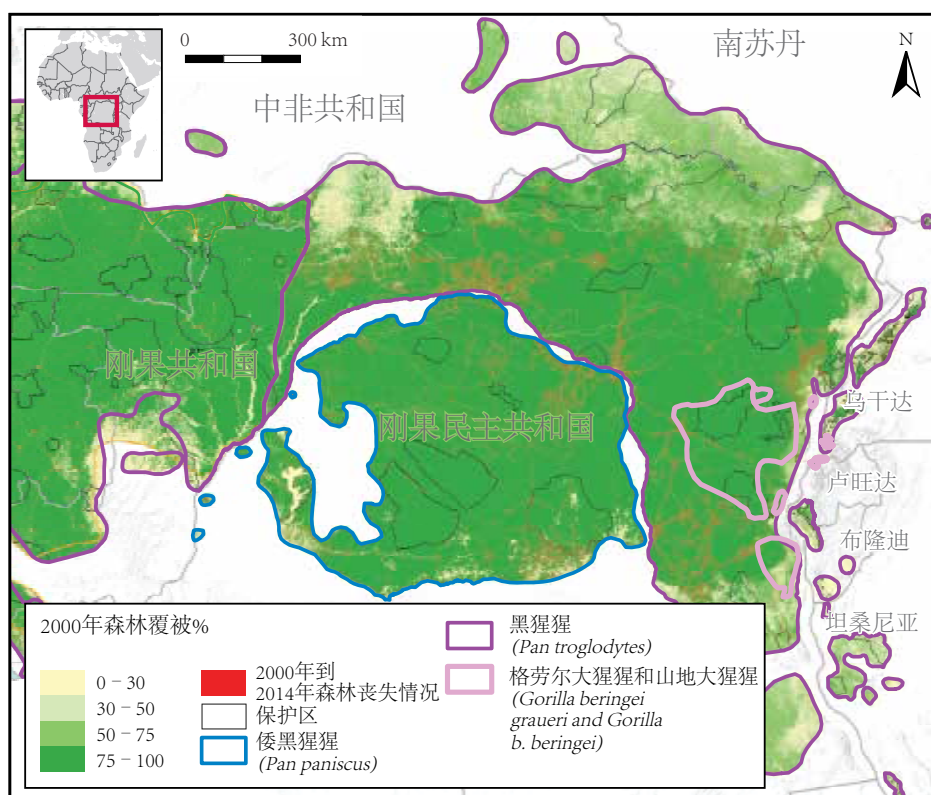 0 300 km
N
南苏丹
中非共和国
刚果共和国
刚果民主共和国
乌干达
卢旺达
布隆迪
坦桑尼亚
2000年森林覆被%
0 – 30
30 – 50
50 – 75
75 – 100
2000年到
2014年森林丧失情况
保护区
倭黑猩猩
(Pan paniscus)
黑猩猩
(Pan troglodytes)
格劳尔大猩猩和山地大猩猩
(Gorilla beringei
graueri and Gorilla
b. beringei)